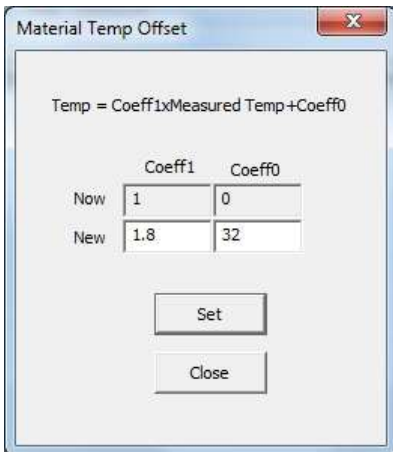 Material Temp Offset
Temp = Coeff1xMeasured Temp+Coeff0
Coeff1 Coeff0
Now 1 0
New 1.8 32
Set
Close